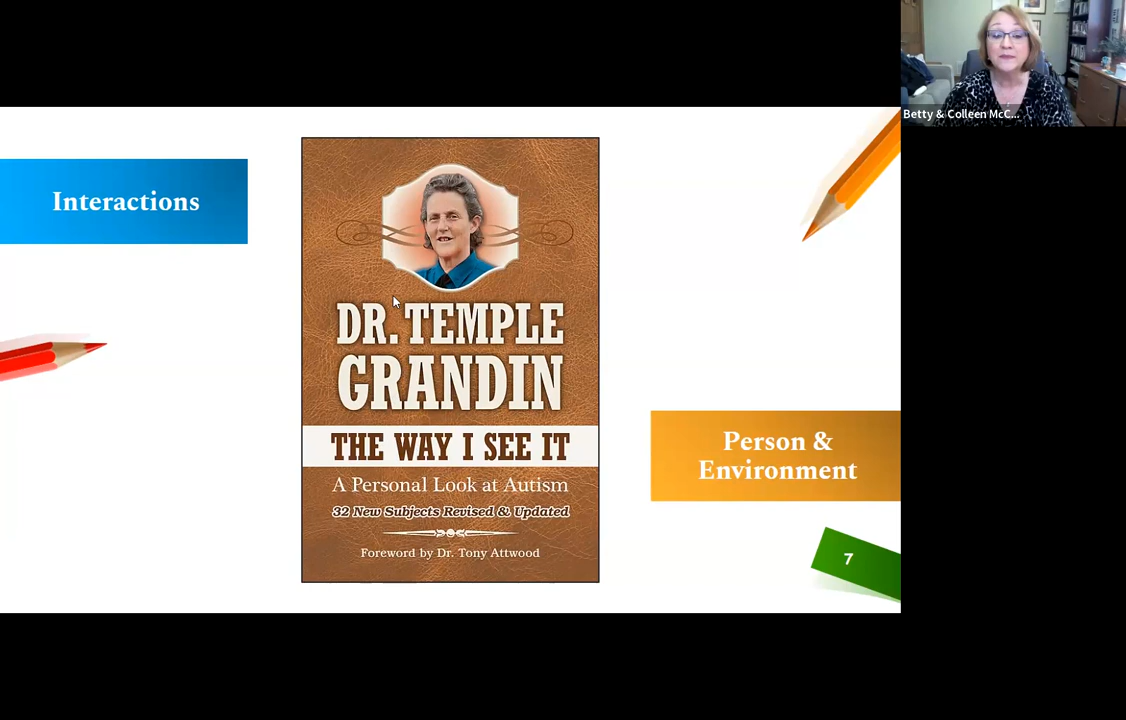 Betty & Colleen McC...
Interactions
DR. TEMPLE
GRANDIN
THE WAY I SEE IT
A Personal Look at Autism
32 New Subjects Revised & Updated
Foreword by Dr. Tony Attwood
Person &
Environment
7